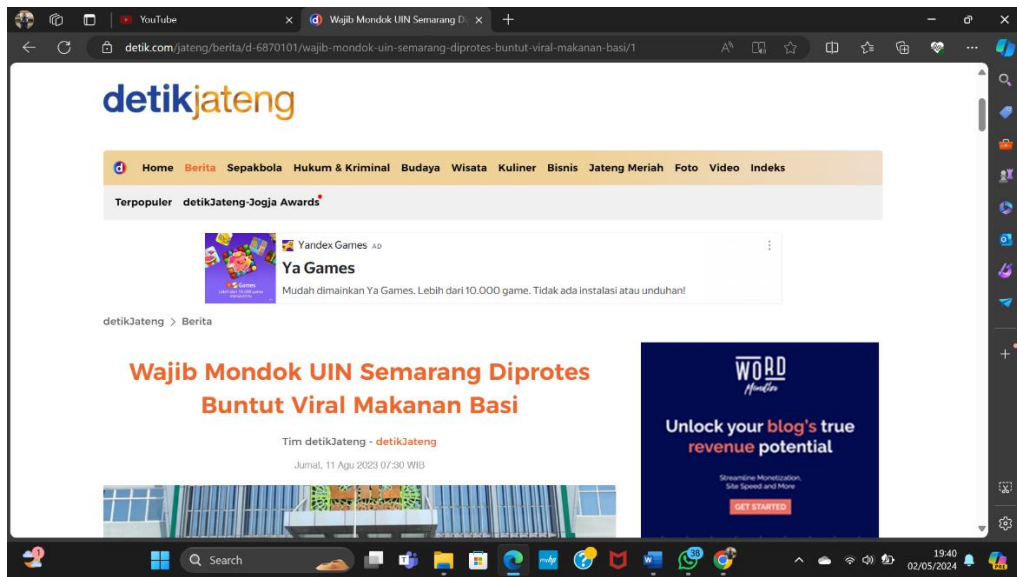 YouTube
Wajib Mondok UIN Semarang D
detik.com/jateng/berita/d-6870101/wajib-mondok-uin-semarang-diprotes-buntut-viral-makanan-basi/1
detikjateng
Home Berita Sepakbola Hukum & Kriminal Budaya Wisata Kuliner Bisnis Jateng Meriah Foto Video Indeks
Terpopuler detikJateng-Jogja Awards
Yandex Games AD
Ya Games
Mudah dimainkan Ya Games. Lebih dari 10.000 game. Tidak ada instalasi atau unduhan!
detikJateng > Berita
Wajib Mondok UIN Semarang Diprotes
Buntut Viral Makanan Basi
Tim detikJateng - detikJateng
Jumat, 11 Agu 2023 07:30 WIB
WORD
Monetize
Unlock your blog's true
revenue potential
Streamline Monetization,
Site Speed and More
GET STARTED
Search
38
19:40
02/05/2024